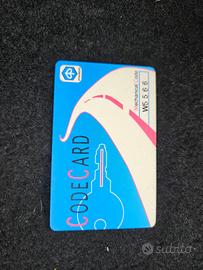 CODECARD
Mechanical Code
WS 5 6 6
subito